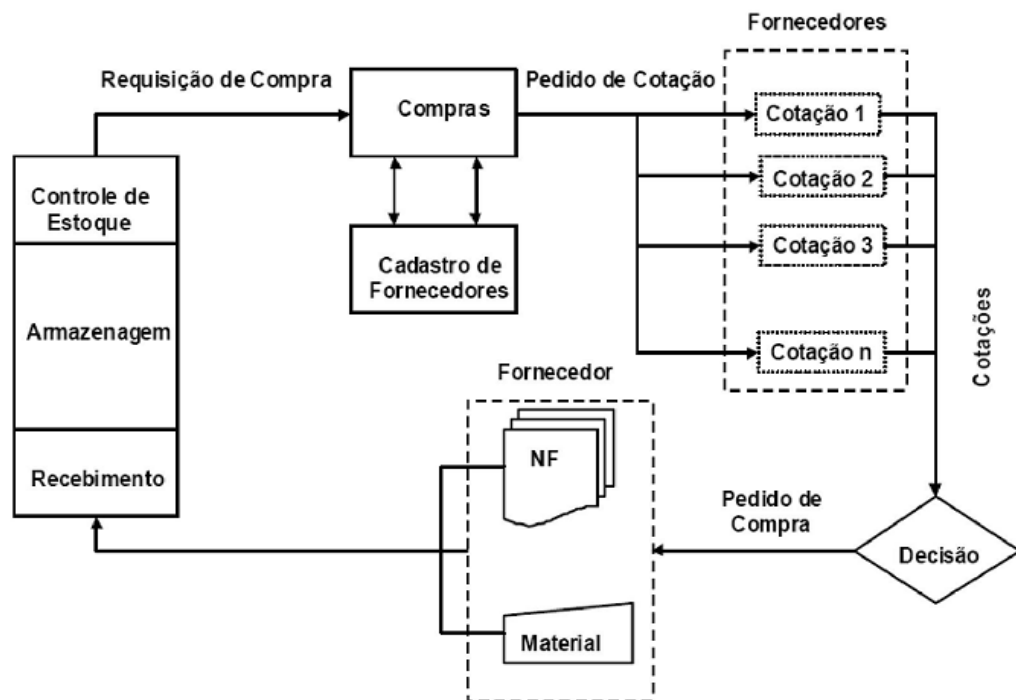 Fornecedores
Requisição de Compra
Compras
Pedido de Cotação
Cotação 1
Controle de
Estoque
Cotação 2
Cadastro de
Fornecedores
Cotação 3
Armazenagem
Cotação n
Cotações
Fornecedor
Recebimento
NF
Pedido de
Compra
Decisão
Material